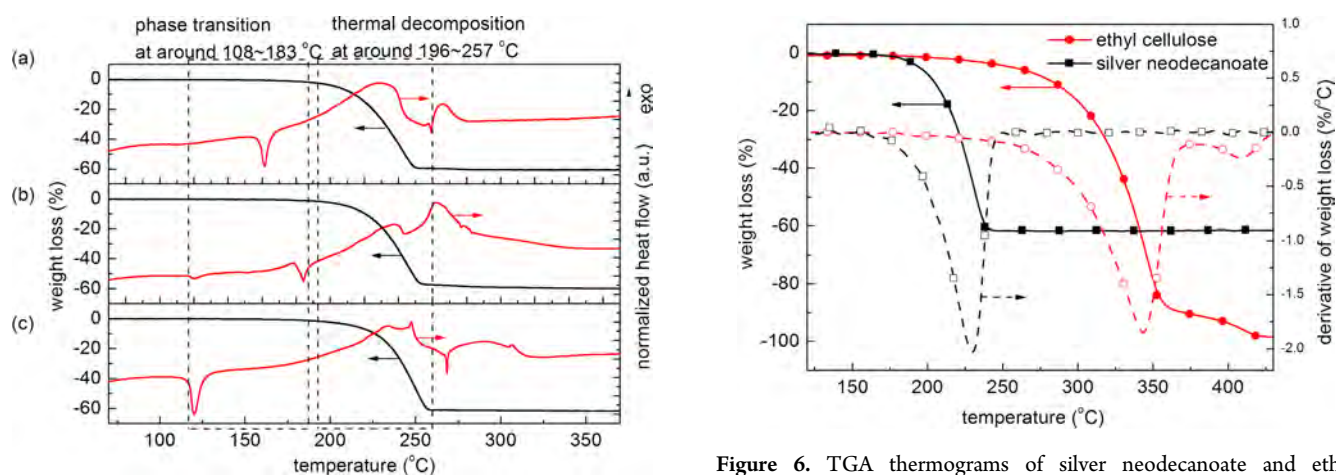 phase transition
at around 108~183 °C
thermal decomposition
at around 196~257 °C
(a)
0
-20
-40
-60
exo
(b)
0
-20
-40
-60
weight loss (%)
normalized heat flow (a.u.)
(c)
0
-20
-40
-60
100 150 200 250 300 350
temperature (°C)
ethyl cellulose
silver neodecanoate
0
-20
-40
-60
-80
-100
weight loss (%)
1.0
0.5
0.0
-0.5
-1.0
-1.5
-2.0
derivative of weight loss (%/°C)
150 200 250 300 350 400
temperature (°C)
Figure 6. TGA thermograms of silver neodecanoate and eth